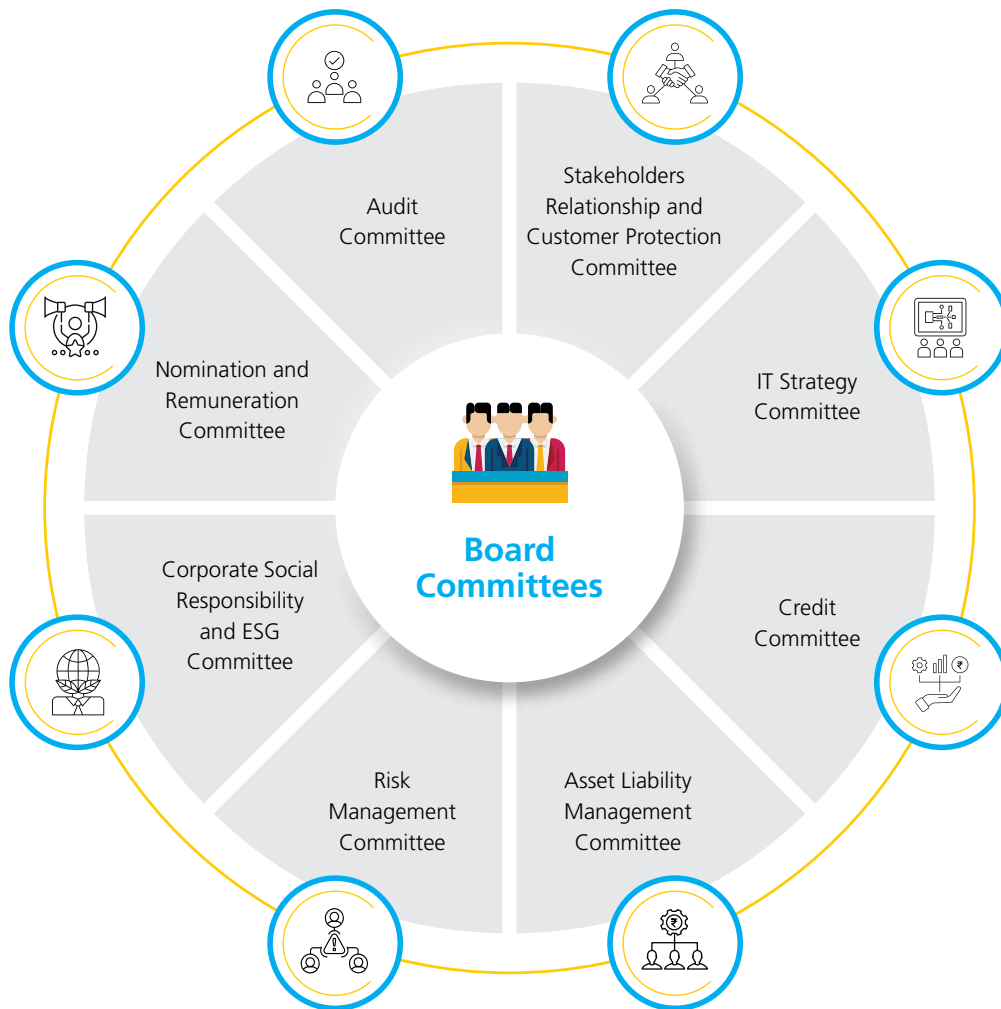 Audit
Committee
Stakeholders
Relationship and
Customer Protection
Committee
Nomination and
Remuneration
Committee
IT Strategy
Committee
Board
Committees
Corporate Social
Responsibility
and ESG
Committee
Credit
Committee
Risk
Management
Committee
Asset Liability
Management
Committee